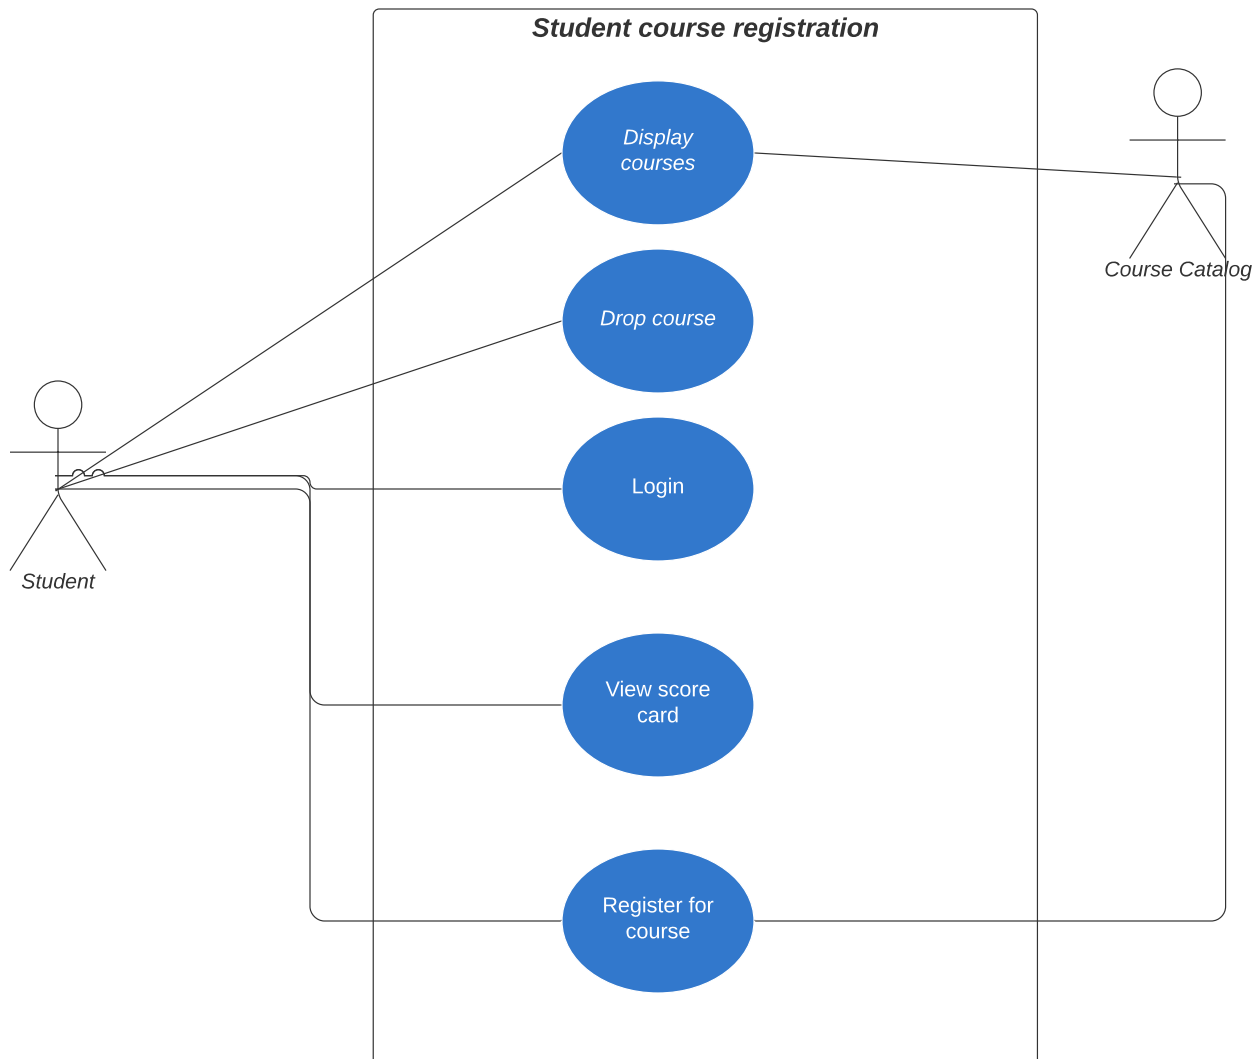 Student course registration
Display
courses
Course Catalog
Drop course
Login
Student
View score
card
Register for
course